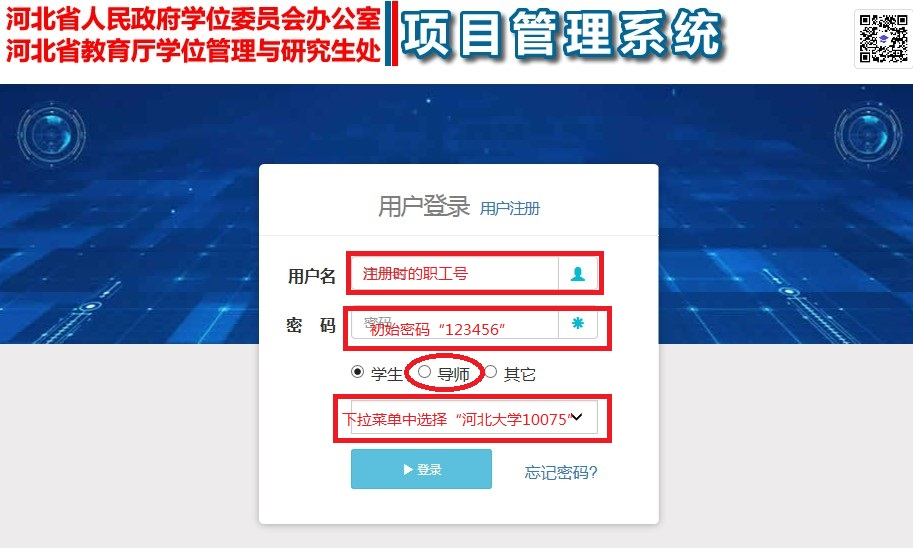 河北省人民政府学位委员会办公室
河北省教育厅学位管理与研究生处
项目管理系统
用户登录 用户注册
用户名 注册时的职工号
密 码 密码 初始密码“123456”
学生 导师 其它
下拉菜单中选择“河北大学10075”
登录 忘记密码?